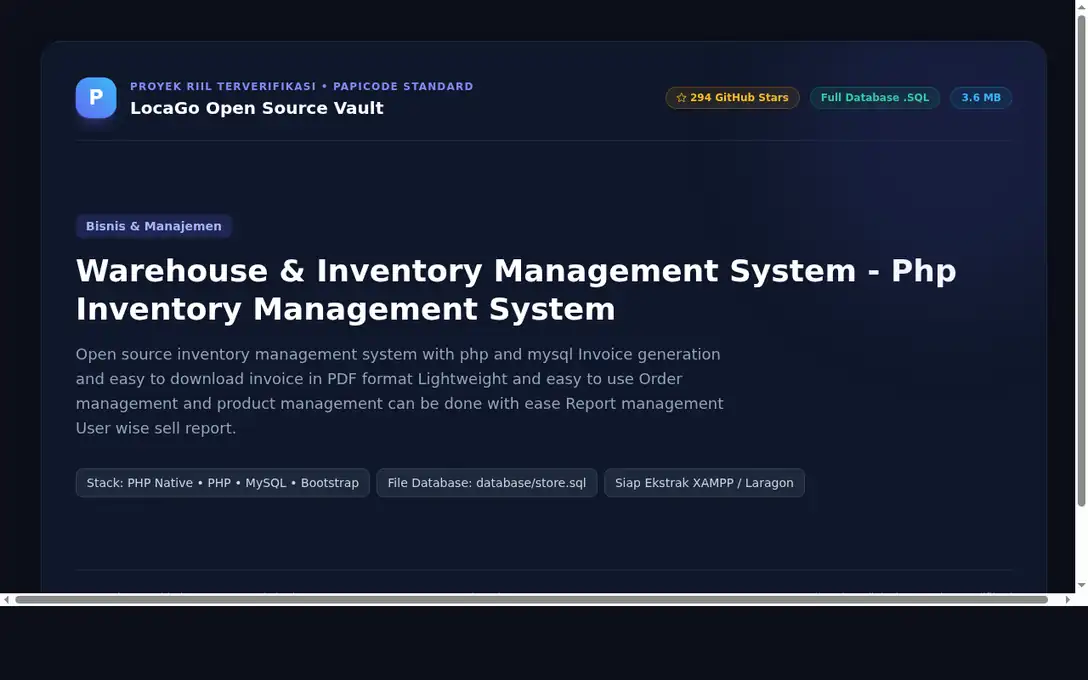 P
PROYEK RIIL TERVERIFIKASI • PAPICODE STANDARD
LocaGo Open Source Vault
☆ 294 GitHub Stars
Full Database .SQL
3.6 MB
Bisnis & Manajemen
Warehouse & Inventory Management System - Php
Inventory Management System
Open source inventory management system with php and mysql Invoice generation
and easy to download invoice in PDF format Lightweight and easy to use Order
management and product management can be done with ease Report management
User wise sell report.
Stack: PHP Native • PHP • MySQL • Bootstrap
File Database: database/store.sql
Siap Ekstrak XAMPP / Laragon